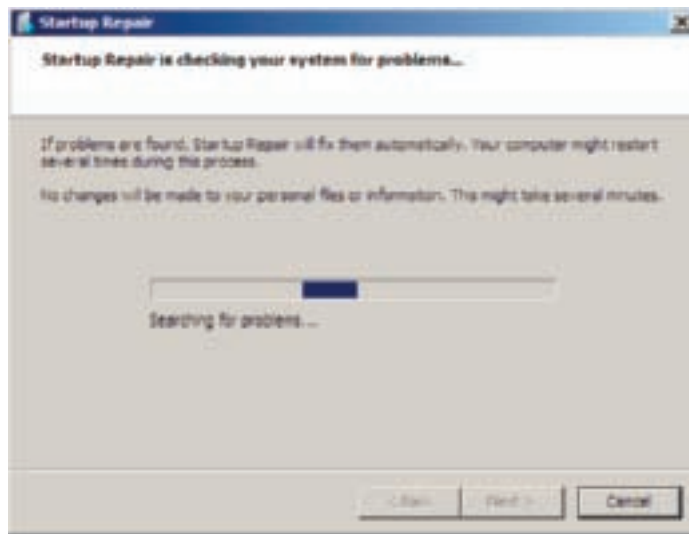 Startup Repair
Startup Repair is checking your system for problems...
If problems are found, Startup Repair will fix them automatically. Your computer might restart
several times during this process.
No changes will be made to your personal files or information. This might take several minutes.
Searching for problems....
< Back
Next >
Cancel